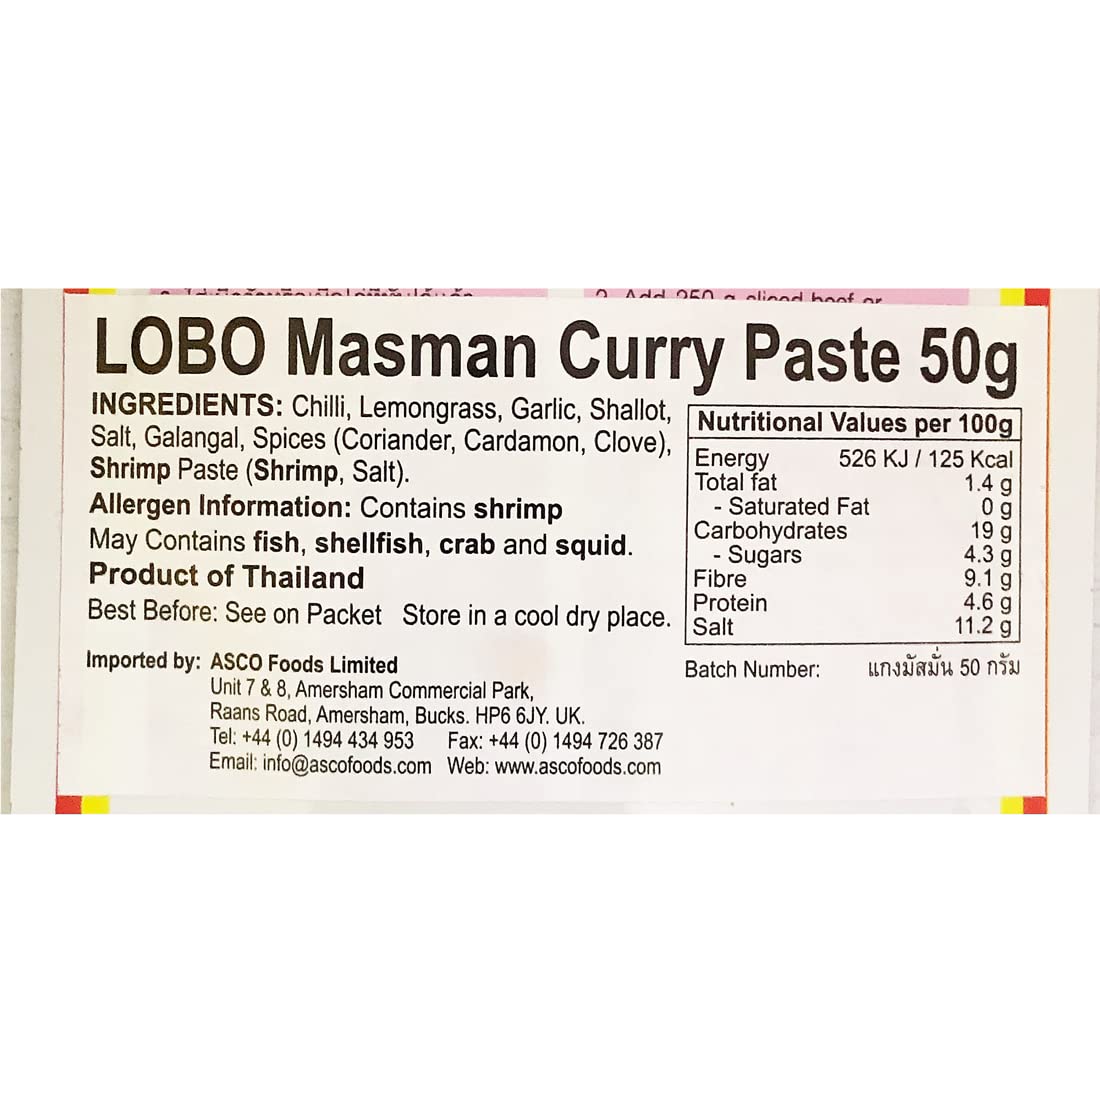 2. Add 250 g sliced beef or
LOBO Masman Curry Paste 50g
INGREDIENTS: Chilli, Lemongrass, Garlic, Shallot,
Salt, Galangal, Spices (Coriander, Cardamon, Clove),
Shrimp Paste (Shrimp, Salt).
Allergen Information: Contains shrimp
May Contains fish, shellfish, crab and squid.
Product of Thailand
Best Before: See on Packet Store in a cool dry place.
Nutritional Values per 100g
Energy 526 KJ / 125 Kcal
Total fat 1.4 g
- Saturated Fat 0 g
Carbohydrates 19 g
- Sugars 4.3 g
Fibre 9.1 g
Protein 4.6 g
Salt 11.2 g
Imported by: ASCO Foods Limited
Unit 7 & 8, Amersham Commercial Park,
Raans Road, Amersham, Bucks. HP6 6JY. UK.
Tel: +44 (0) 1494 434 953 Fax: +44 (0) 1494 726 387
Email: info@ascofoods.com Web: www.ascofoods.com
Batch Number: แกงมัสมั่น 50 กรัม